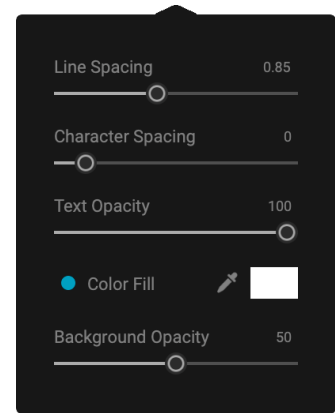 Line Spacing 0.85
Character Spacing 0
Text Opacity 100
Color Fill
Background Opacity 50